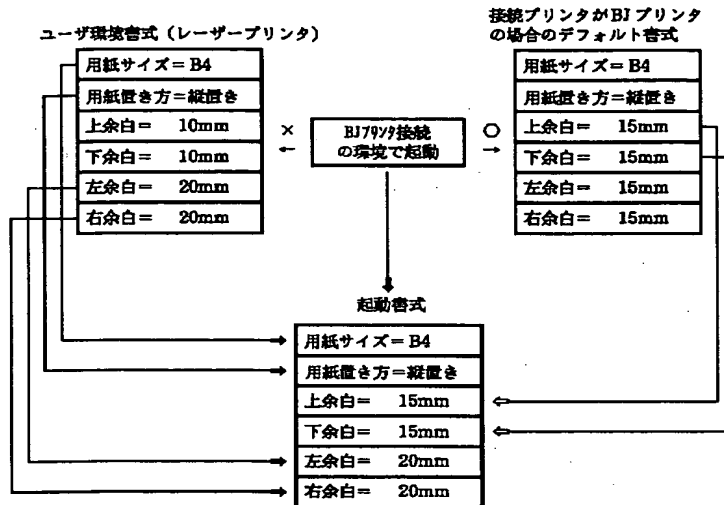 ユーザ環境書式（レーザープリンタ）
用紙サイズ＝B4
用紙置き方＝縦置き
上余白＝ 10mm
下余白＝ 10mm
左余白＝ 20mm
右余白＝ 20mm
×
BJプリンタ接続
の環境で起動
○
接続プリンタがBJプリンタ
の場合のデフォルト書式
用紙サイズ＝B4
用紙置き方＝縦置き
上余白＝ 15mm
下余白＝ 15mm
左余白＝ 15mm
右余白＝ 15mm
起動書式
用紙サイズ＝B4
用紙置き方＝縦置き
上余白＝ 15mm
下余白＝ 15mm
左余白＝ 20mm
右余白＝ 20mm